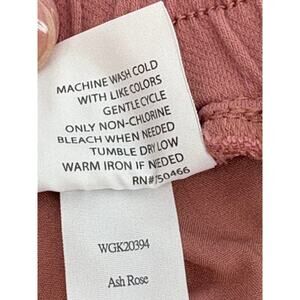 MACHINE WASH COLD
WITH LIKE COLORS
GENTLE CYCLE
ONLY NON-CHLORINE
BLEACH WHEN NEEDED
TUMBLE DRY LOW
WARM IRON IF NEEDED
RN#150466
WGK20394
Ash Rose